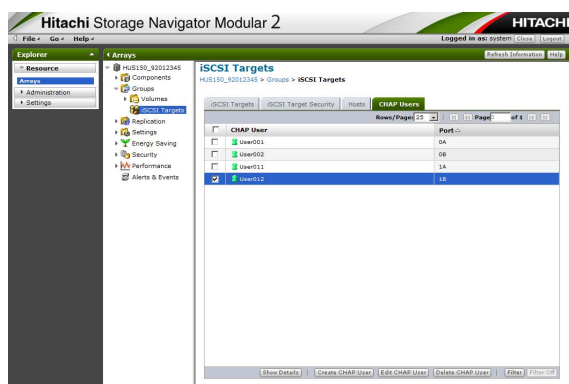 Hitachi Storage Navigator Modular 2
HITACHI
File Go Help
Logged in as: system Close Logout
Explorer
Arrays
Refresh Information Help
Resource
Arrays
Administration
Settings
HUS150_92012345
Components
Groups
Volumes
iSCSI Targets
Replication
Settings
Energy Saving
Security
Performance
Alerts & Events
iSCSI Targets
HUS150_92012345 > Groups > iSCSI Targets
iSCSI Targets iSCSI Target Security Hosts CHAP Users
Rows/Page: 25 Page 1 of 1
CHAP User Port
User001 0A
User002 0B
User011 1A
User012 1B
Show Details | Create CHAP User Edit CHAP User Delete CHAP User | Filter Filter Off